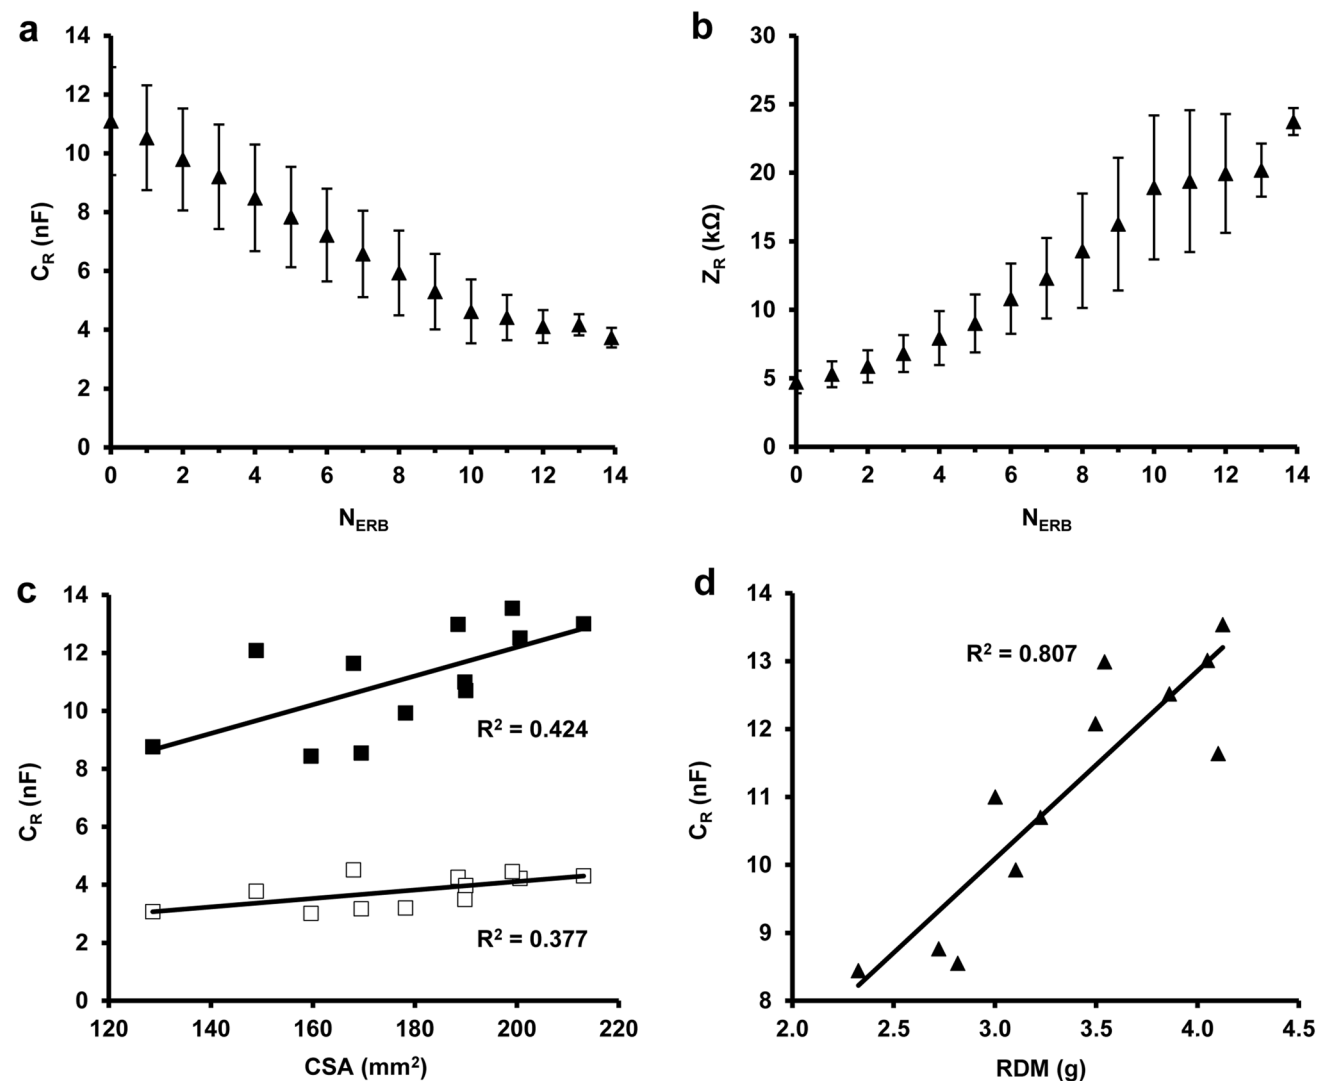 a
14
12
10
8
6
4
2
0
C_R (nF)
0 2 4 6 8 10 12 14
N_ERB
b
30
25
20
15
10
5
0
Z_R (kΩ)
0 2 4 6 8 10 12 14
N_ERB
c
14
12
10
8
6
4
2
0
C_R (nF)
R² = 0.424
R² = 0.377
120 140 160 180 200 220
CSA (mm²)
d
14
13
12
11
10
9
8
C_R (nF)
R² = 0.807
2.0 2.5 3.0 3.5 4.0 4.5
RDM (g)